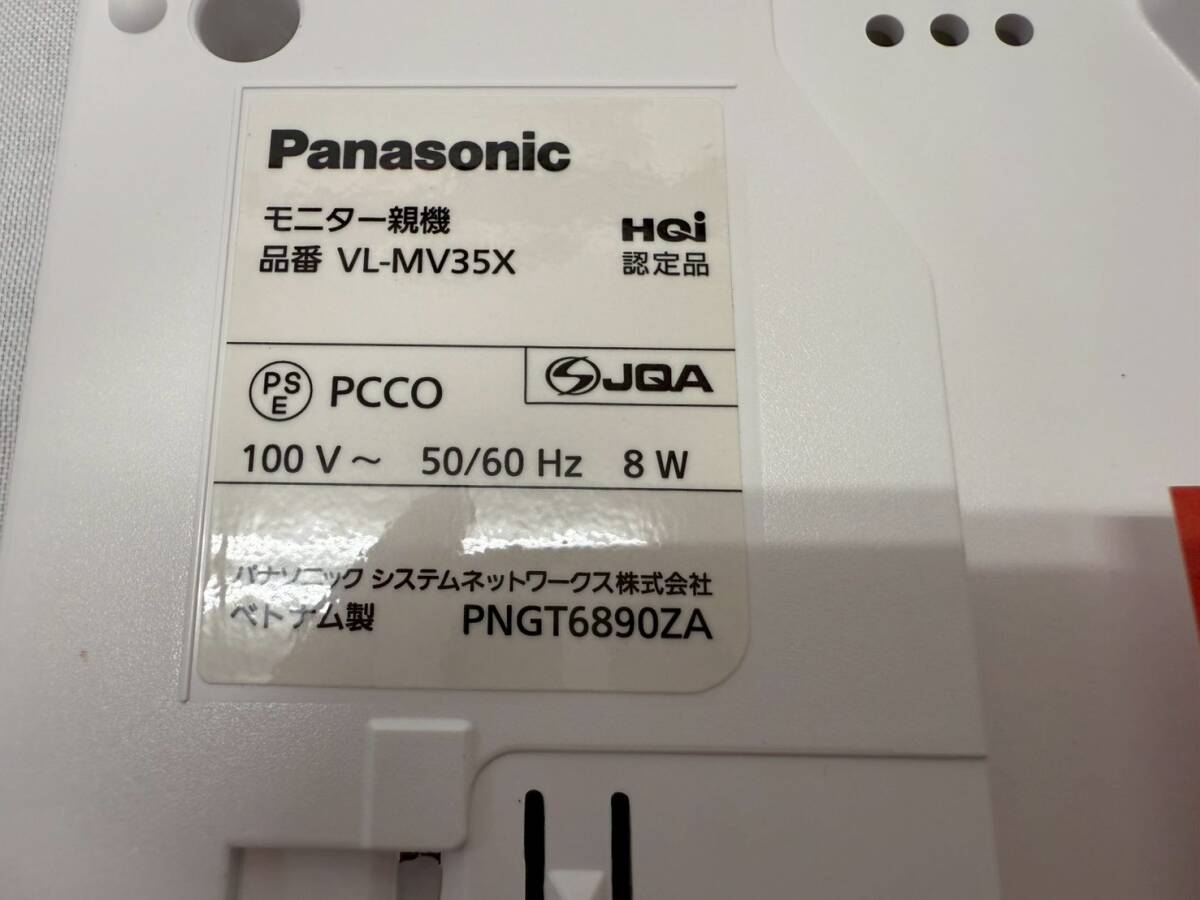 Panasonic
モニター親機
品番 VL-MV35X
HQi
認定品
PSE PCCO
JQA
100 V～ 50/60 Hz 8 W
パナソニック システムネットワークス株式会社
ベトナム製 PNGT6890ZA